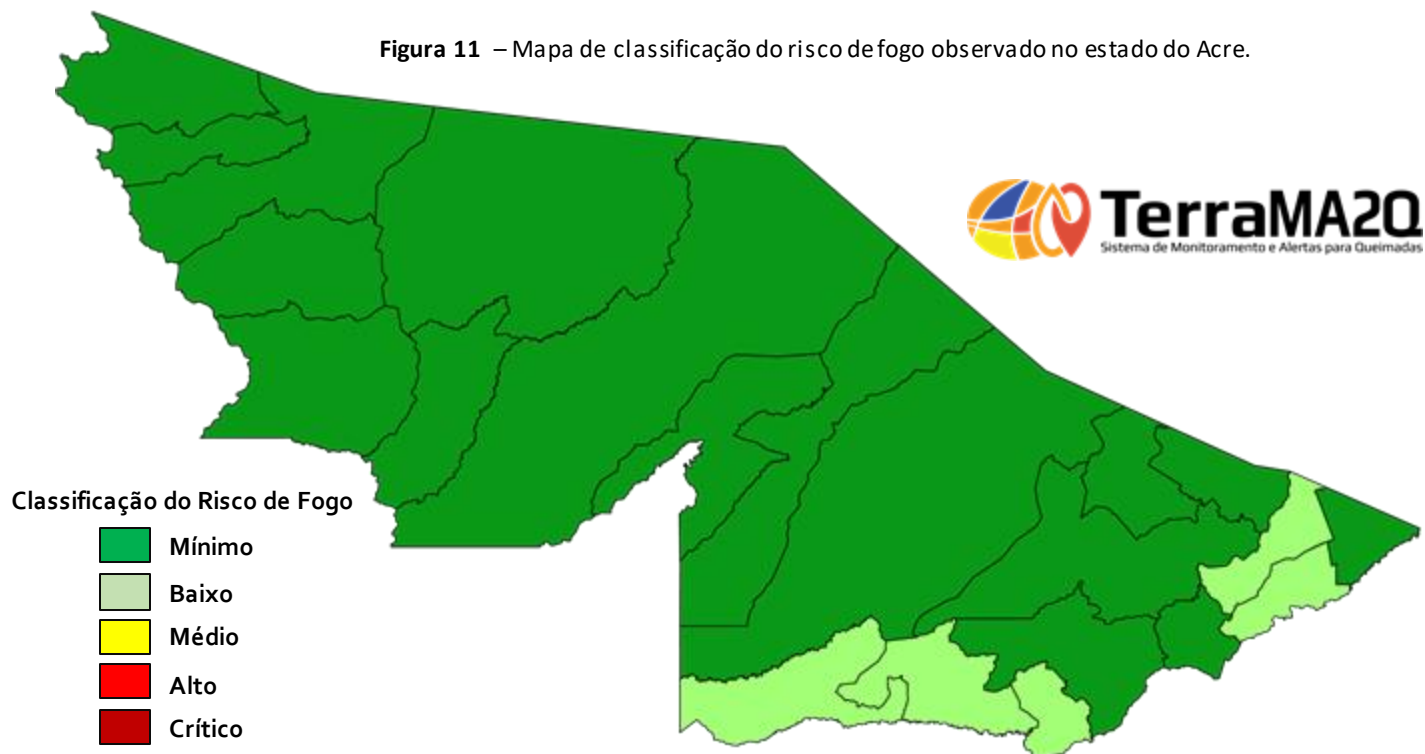 Figura 11 – Mapa de classificação do risco de fogo observado no estado do Acre.
TerraMA2Q
Sistema de Monitoramento e Alertas para Queimadas
Classificação do Risco de Fogo
Mínimo
Baixo
Médio
Alto
Crítico